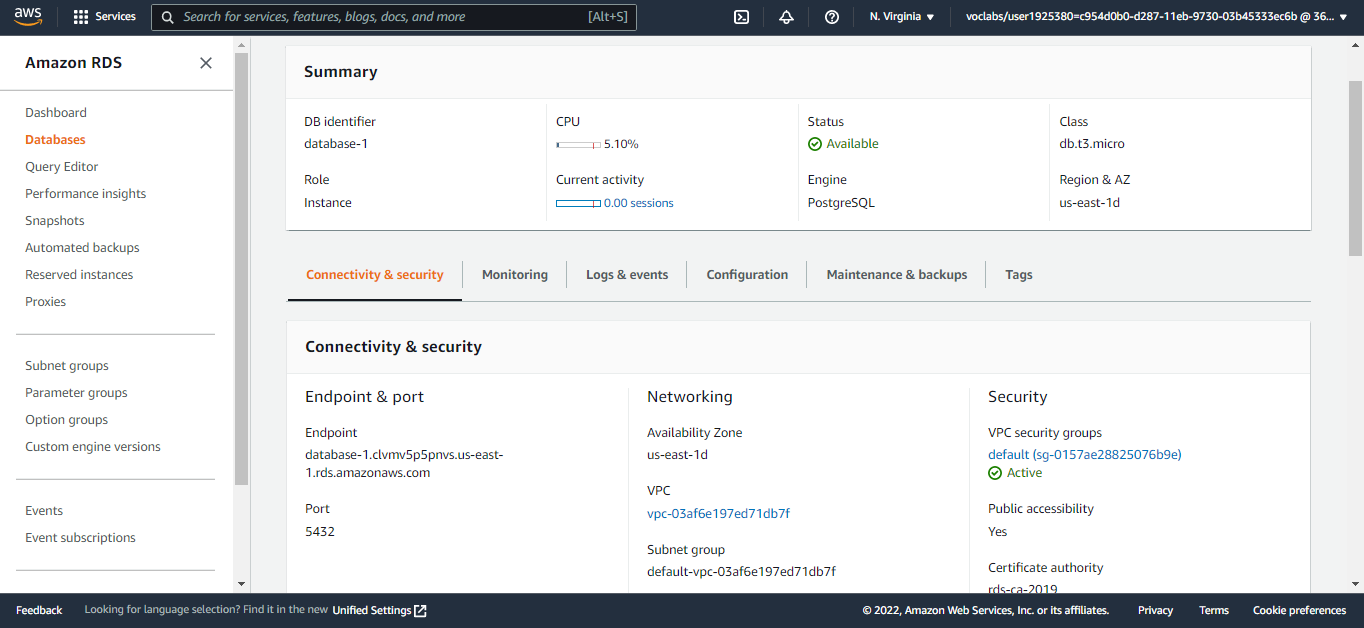 aws
Services
Search for services, features, blogs, docs, and more
[Alt+S]
N. Virginia
voclabs/user1925380=c954d0b0-d287-11eb-9730-03b45333ec6b @ 36...
Amazon RDS
Dashboard
Databases
Query Editor
Performance insights
Snapshots
Automated backups
Reserved instances
Proxies
Subnet groups
Parameter groups
Option groups
Custom engine versions
Events
Event subscriptions
Summary
DB identifier
database-1
CPU
5.10%
Status
Available
Class
db.t3.micro
Role
Instance
Current activity
0.00 sessions
Engine
PostgreSQL
Region & AZ
us-east-1d
Connectivity & security
Monitoring
Logs & events
Configuration
Maintenance & backups
Tags
Connectivity & security
Endpoint & port
Endpoint
database-1.clvmv5p5pnvs.us-east-
1.rds.amazonaws.com
Port
5432
Networking
Availability Zone
us-east-1d
VPC
vpc-03af6e197ed71db7f
Subnet group
default-vpc-03af6e197ed71db7f
Security
VPC security groups
default (sg-0157ae28825076b9e)
Active
Public accessibility
Yes
Certificate authority
rds-ca-2019
Feedback
Looking for language selection? Find it in the new Unified Settings
© 2022, Amazon Web Services, Inc. or its affiliates.
Privacy
Terms
Cookie preferences